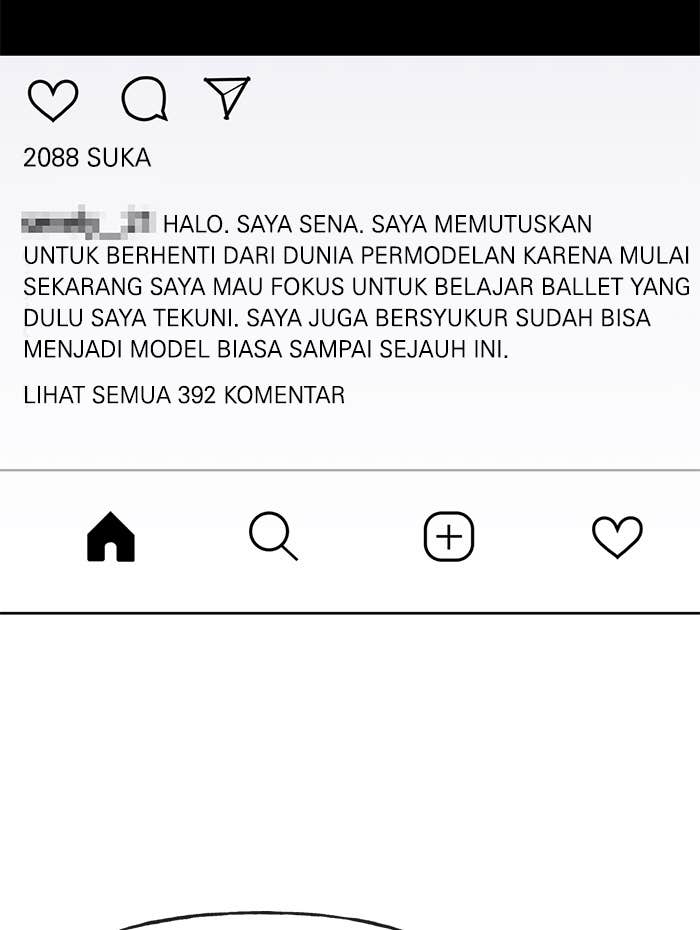 2088 SUKA
HALO. SAYA SENA. SAYA MEMUTUSKAN
UNTUK BERHENTI DARI DUNIA PERMODELAN KARENA MULAI
SEKARANG SAYA MAU FOKUS UNTUK BELAJAR BALLET YANG
DULU SAYA TEKUNI. SAYA JUGA BERSYUKUR SUDAH BISA
MENJADI MODEL BIASA SAMPAI SEJAUH INI.
LIHAT SEMUA 392 KOMENTAR